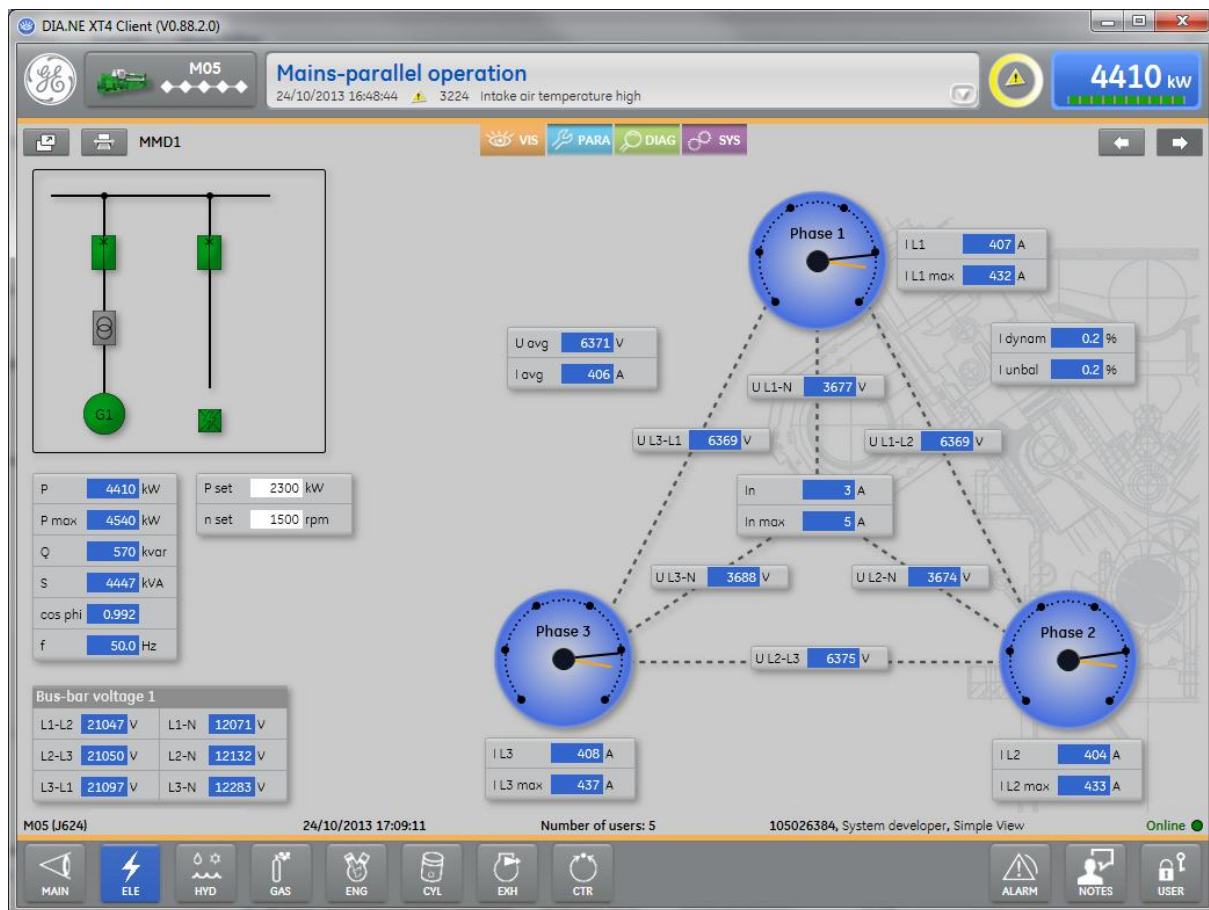 DIA.NE XT4 Client (V0.88.2.0)
M05
Mains-parallel operation
24/10/2013 16:48:44 3224 Intake air temperature high
4410 kW
MMD1
VIS PARA DIAG SYS
G1
Phase 1
I L1 407 A
I L1 max 432 A
U avg 6371 V
I avg 406 A
I dynam 0.2 %
I unbal 0.2 %
U L1-N 3677 V
U L3-L1 6369 V
U L1-L2 6369 V
In 3 A
In max 5 A
U L3-N 3688 V
U L2-N 3674 V
P 4410 kW
P max 4540 kW
Q 570 kvar
S 4447 kVA
cos phi 0.992
f 50.0 Hz
P set 2300 kW
n set 1500 rpm
Phase 3
Phase 2
U L2-L3 6375 V
Bus-bar voltage 1
L1-L2 21047 V L1-N 12071 V
L2-L3 21050 V L2-N 12132 V
L3-L1 21097 V L3-N 12283 V
I L3 408 A
I L3 max 437 A
I L2 404 A
I L2 max 433 A
M05 (J624) 24/10/2013 17:09:11 Number of users: 5 105026384, System developer, Simple View Online
MAIN ELE HYD GAS ENG CYL EXH CTR ALARM NOTES USER